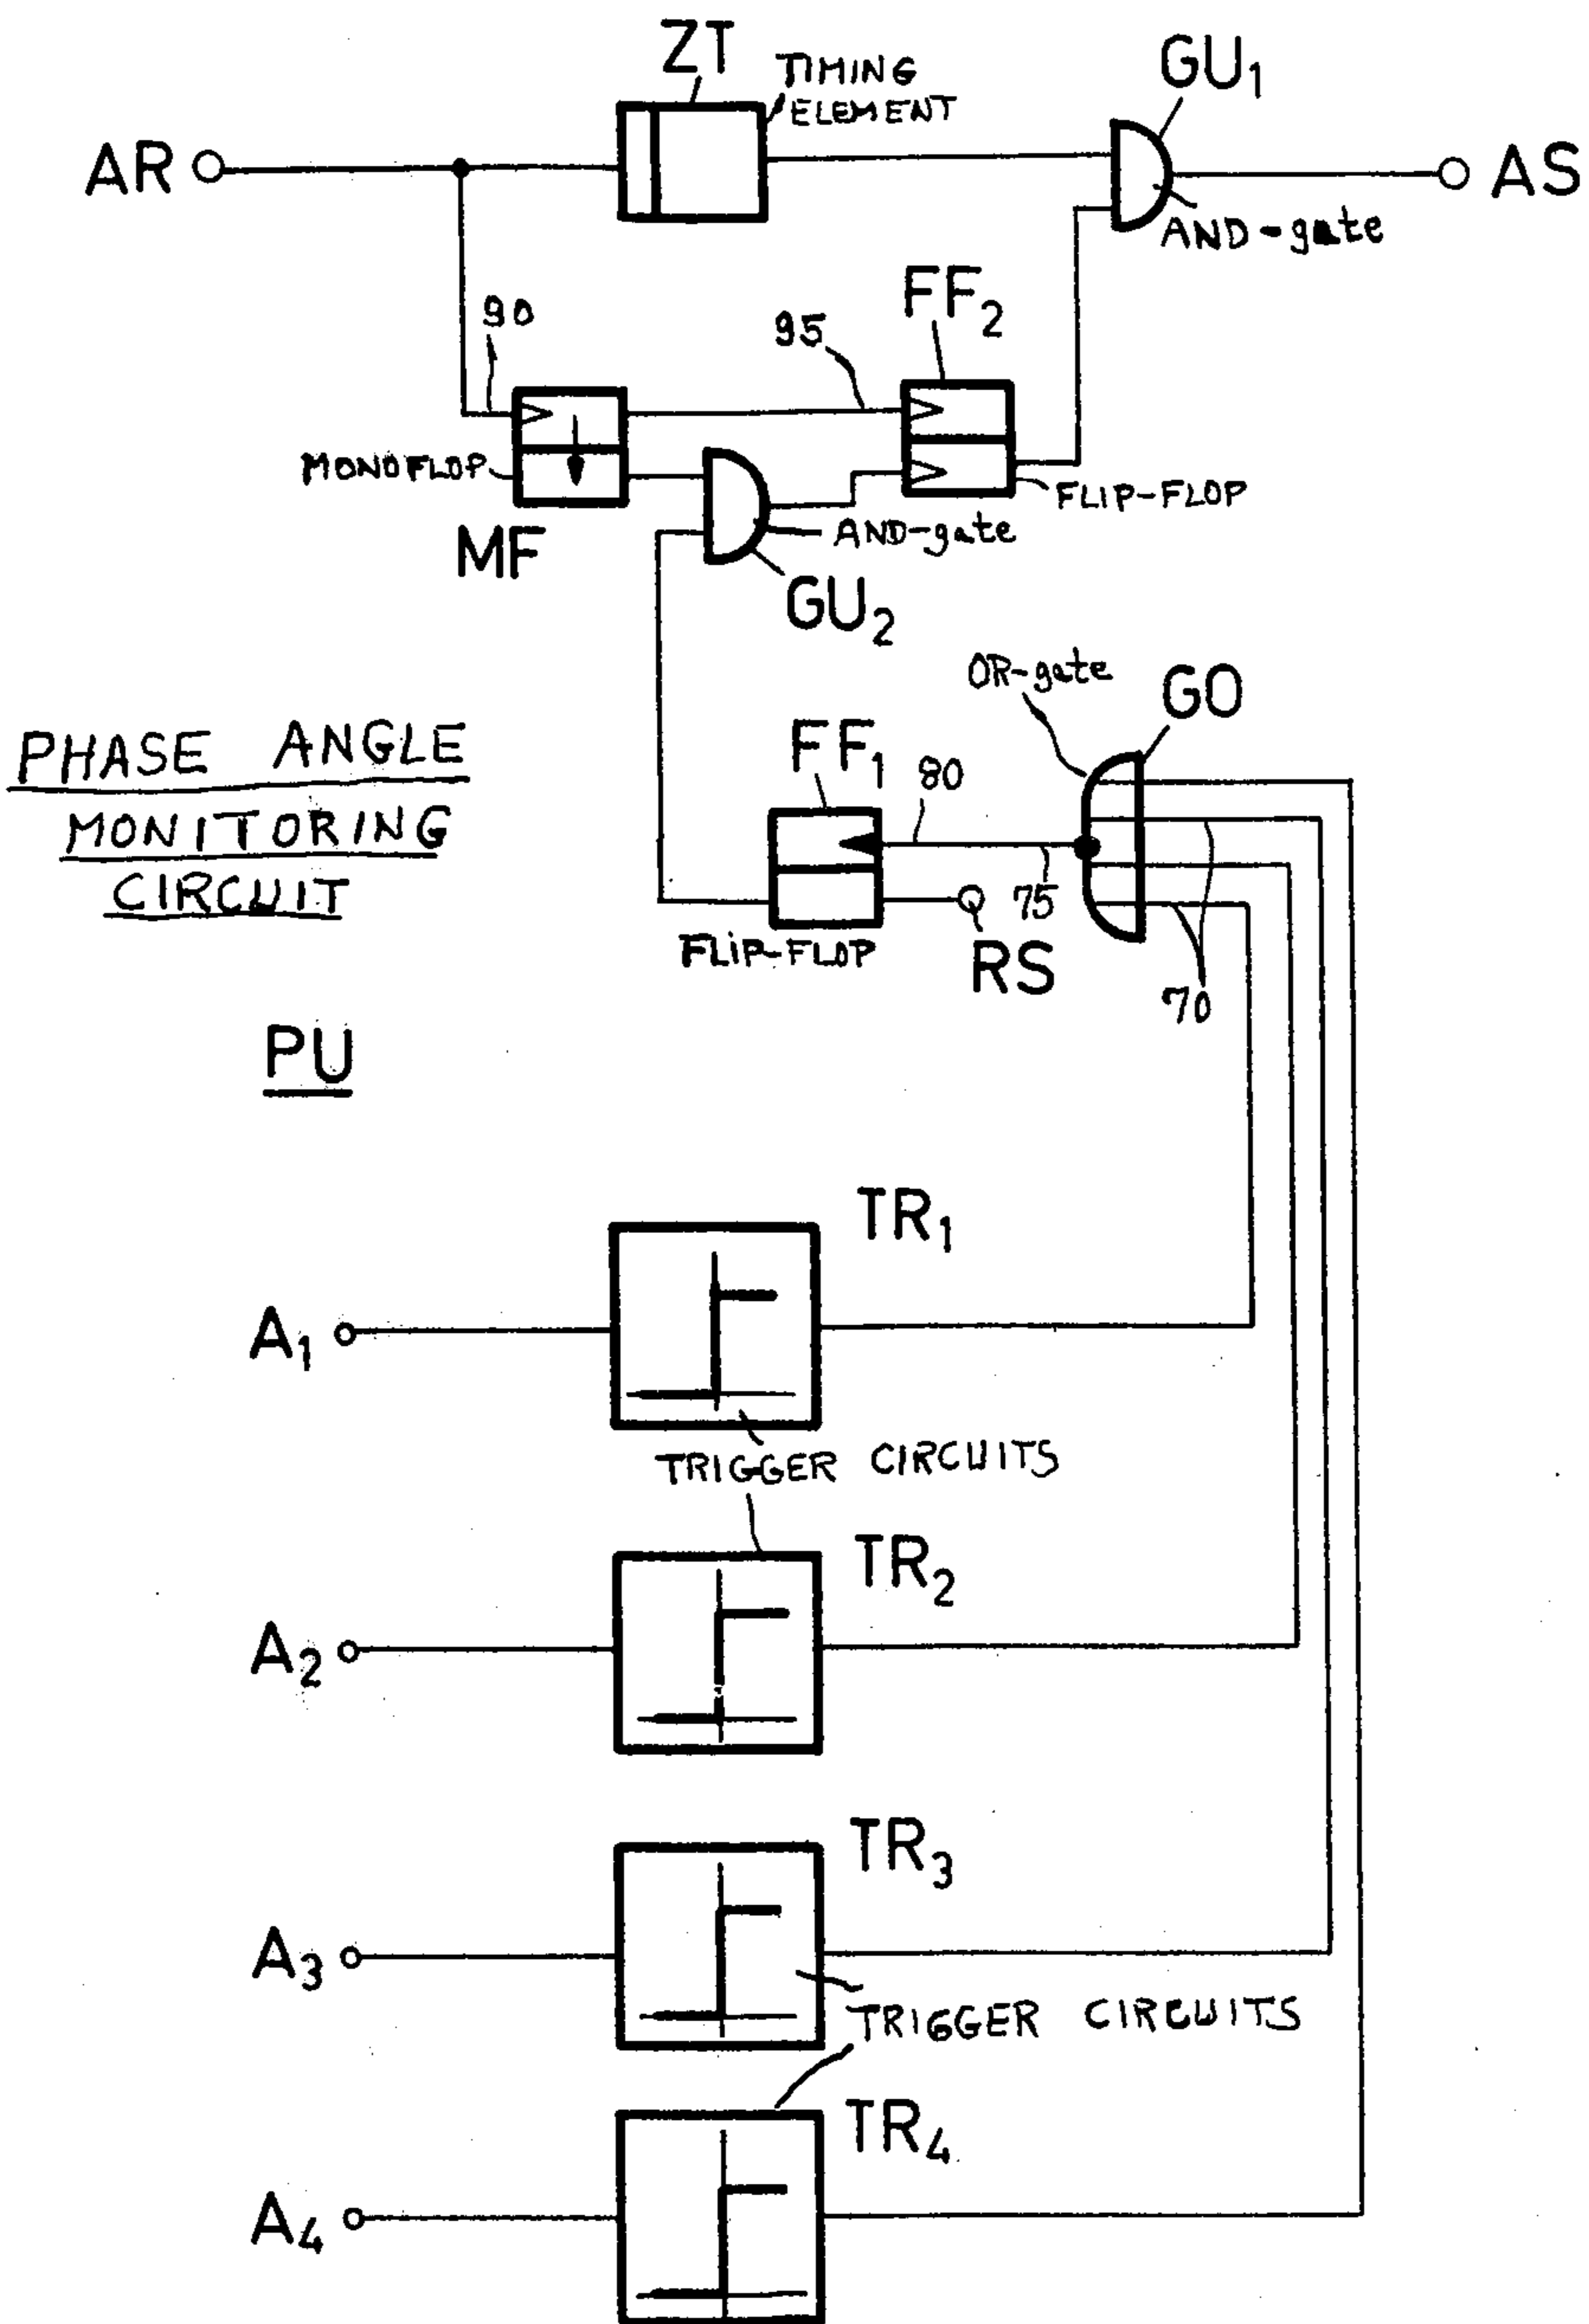 ZT
TIMING
ELEMENT
GU1
AR
AS
AND-gate
90
95
FF2
MONOFLOP
FLIP-FLOP
MF
AND-gate
GU2
OR-gate
GO
PHASE ANGLE
MONITORING
CIRCUIT
FF1
80
75
FLIP-FLOP
RS
70
PU
TR1
A1
TRIGGER CIRCUITS
TR2
A2
TR3
A3
TRIGGER CIRCUITS
TR4
A4